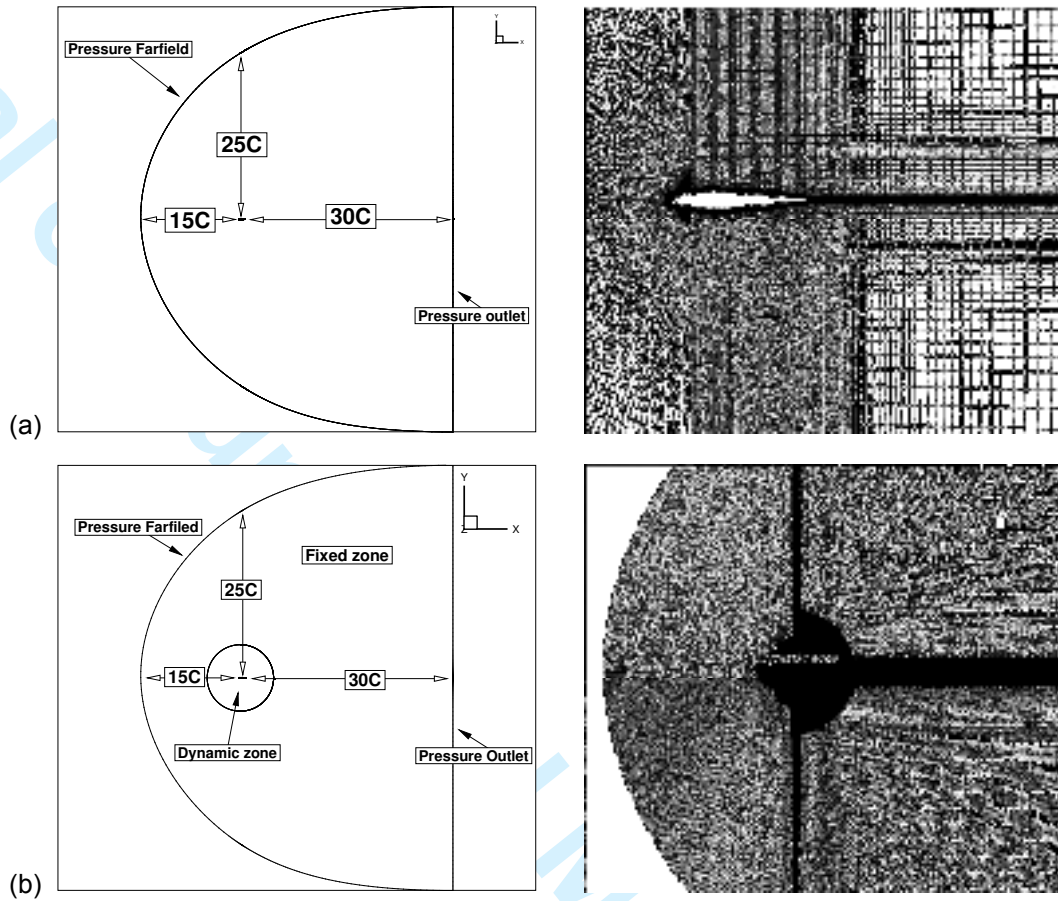 Pressure Farfield
Y
X
25C
15C
30C
Pressure outlet
(a)
Y
Z
X
Pressure Farfiled
Fixed zone
25C
15C
30C
Dynamic zone
Pressure Outlet
(b)